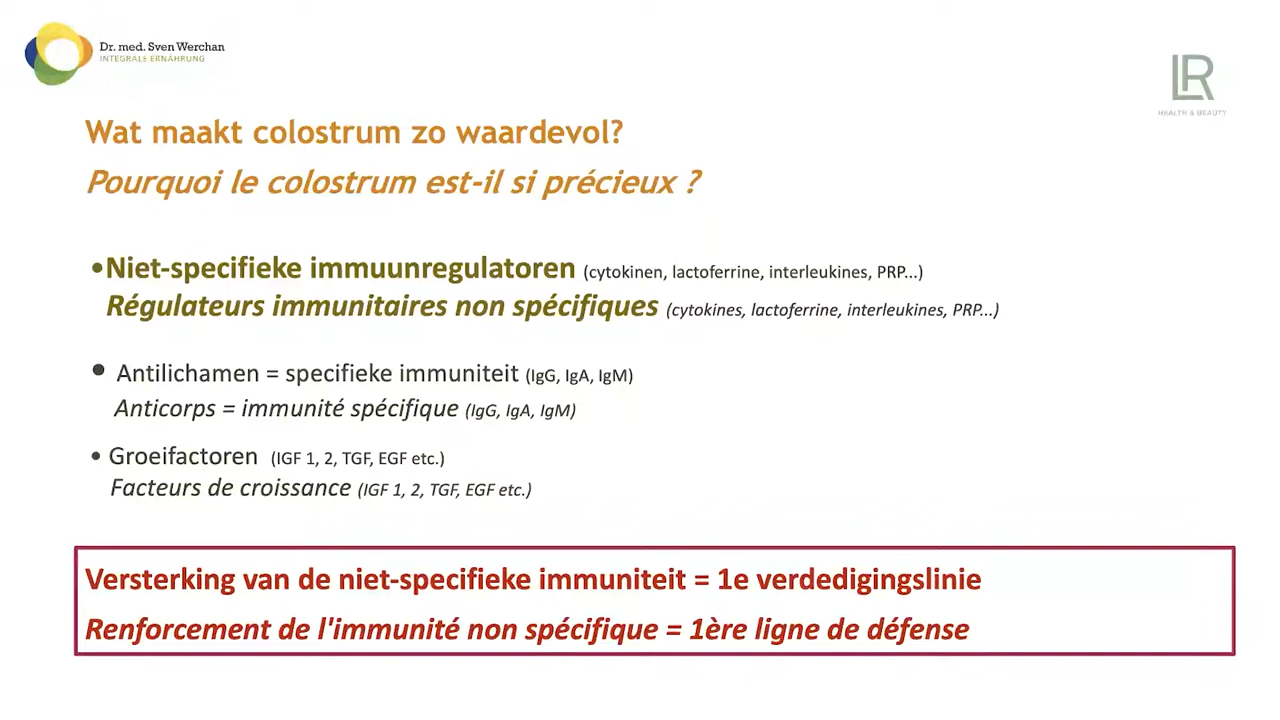 Dr. med. Sven Werchan
INTEGRALE ERNÄHRUNG
LR
HEALTH & BEAUTY
Wat maakt colostrum zo waardevol?
Pourquoi le colostrum est-il si précieux ?
•Niet-specifieke immuunregulatoren (cytokinen, lactoferrine, interleukines, PRP...)
Régulateurs immunitaires non spécifiques (cytokines, lactoferrine, interleukines, PRP...)
• Antilichamen = specifieke immuniteit (IgG, IgA, IgM)
Anticorps = immunité spécifique (IgG, IgA, IgM)
• Groeifactoren (IGF 1, 2, TGF, EGF etc.)
Facteurs de croissance (IGF 1, 2, TGF, EGF etc.)
Versterking van de niet-specifieke immuniteit = 1e verdedigingslinie
Renforcement de l'immunité non spécifique = 1ère ligne de défense